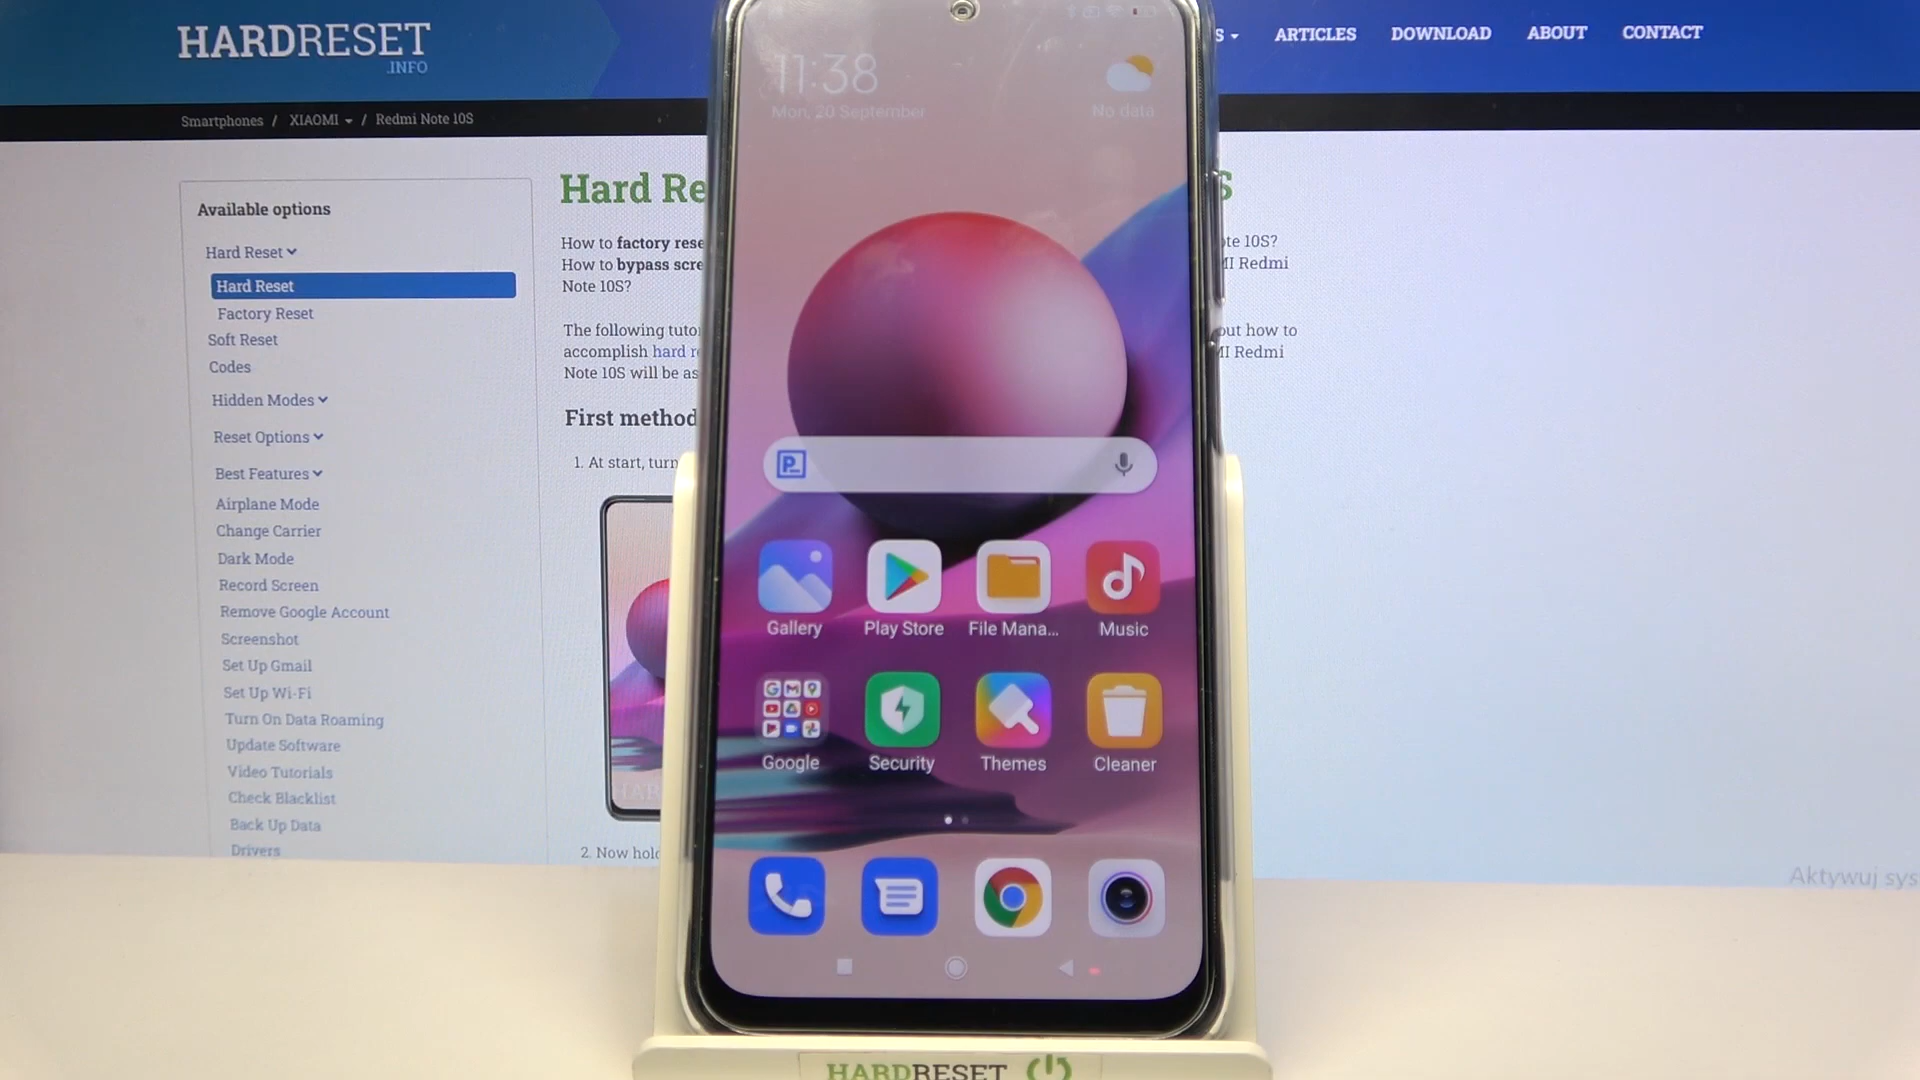 HARDRESET
.INFO
S ARTICLES DOWNLOAD ABOUT CONTACT
Smartphones / XIAOMI / Redmi Note 10S
Available options
Hard Reset
Hard Reset
Factory Reset
Soft Reset
Codes
Hidden Modes
Reset Options
Best Features
Airplane Mode
Change Carrier
Dark Mode
Record Screen
Remove Google Account
Screenshot
Set Up Gmail
Set Up Wi-Fi
Turn On Data Roaming
Update Software
Video Tutorials
Check Blacklist
Back Up Data
Drivers
Hard Re
S
How to factory rese
te 10S?
How to bypass scre
MI Redmi
Note 10S?
The following tuto
out how to
accomplish hard r
MI Redmi
Note 10S will be as
First method
1. At start, turn
HAR
2. Now hold
11:38
Mon, 20 September
No data
Gallery Play Store File Mana... Music
Google Security Themes Cleaner
Aktywuj sys
HARDRESET